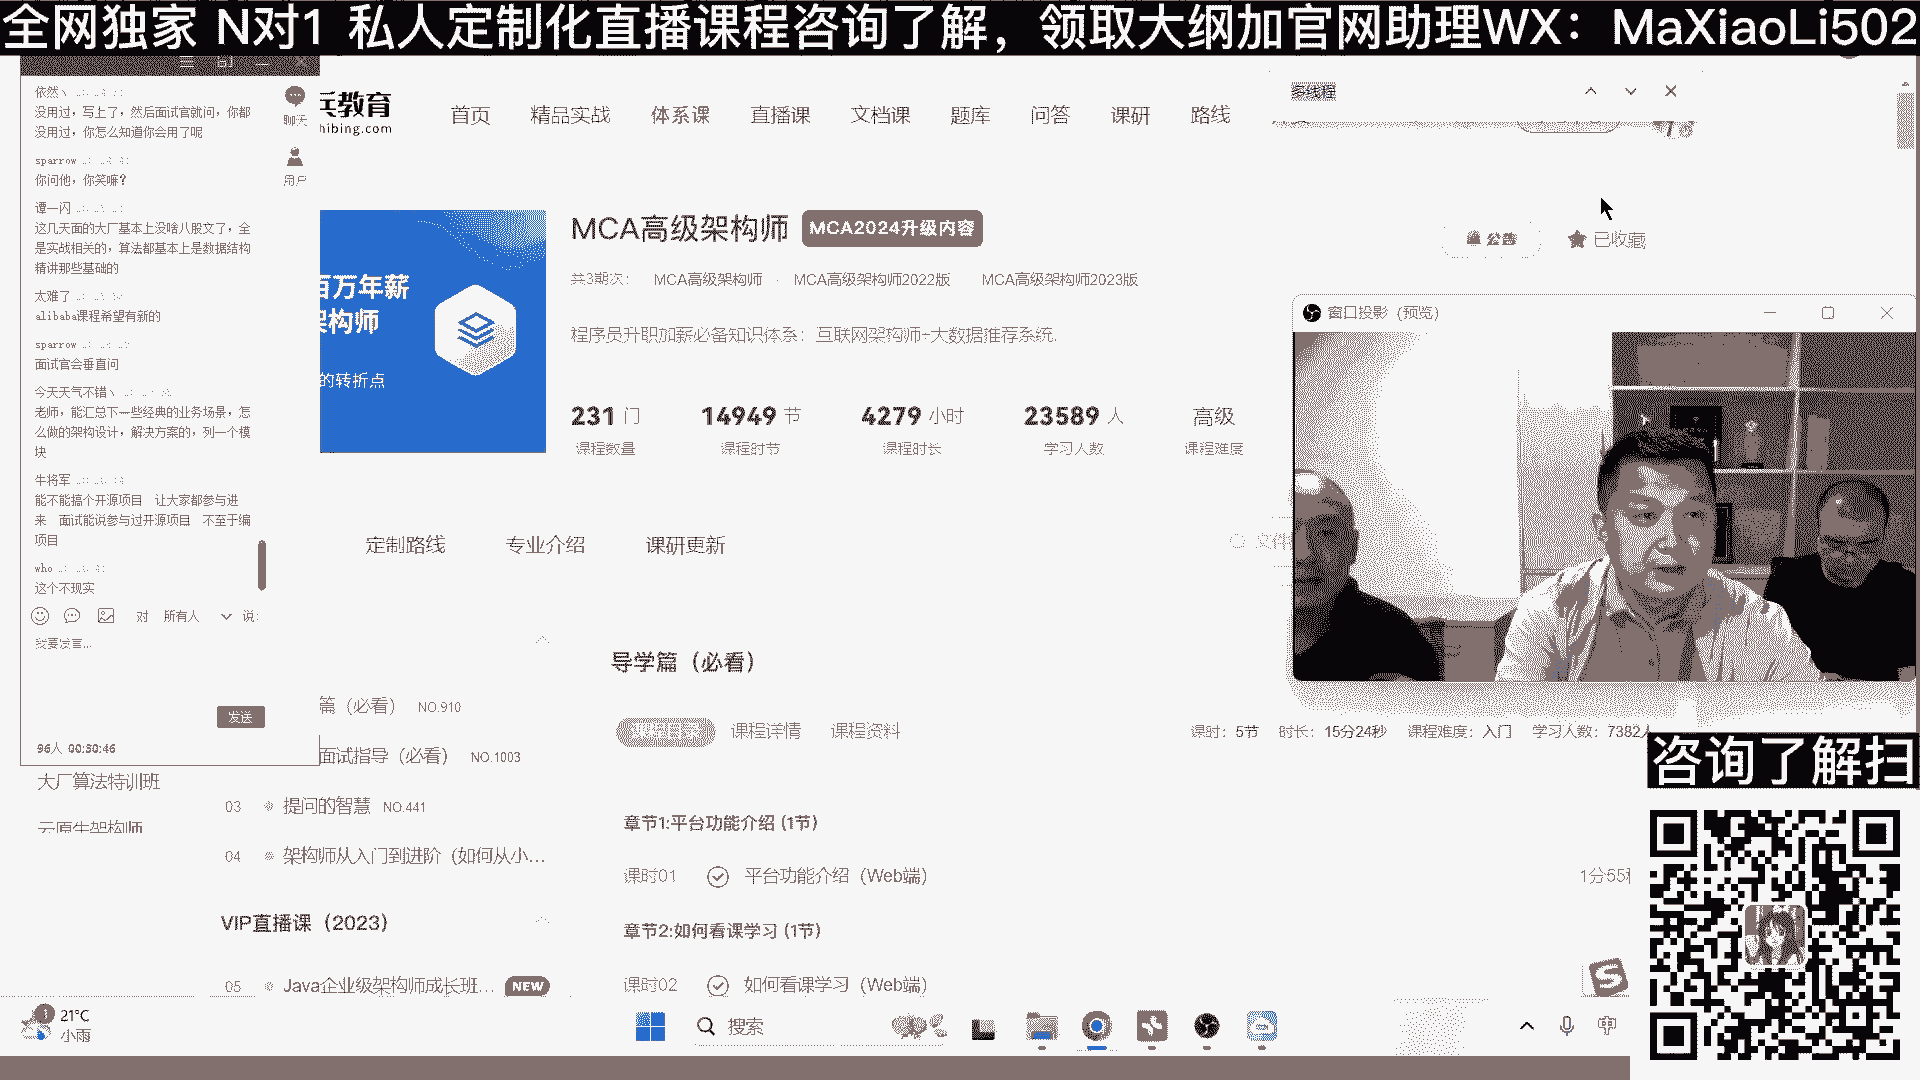 全网独家 N对1 私人定制化直播课程咨询了解，领取大纲加官网助理WX：MaXiaoLi502
依然
没用过，写上了，然后面试官就问，你都
没用过，你怎么知道你会用了呢
sparrow
你问他，你笑嘛？
谭一闪
这几天面的大厂基本上没啥八股文了，全
是实战相关的，算法都基本上是数据结构
精讲那些基础的
太难了
alibaba课程希望有新的
sparrow
面试官会垂直问
今天天气不错丶
老师，能汇总下一些经典的业务场景，怎
么做的架构设计，解决方案的，列一个模
块
牛将军
能不能搞个开源项目 让大家都参与进
来 面试能说参与过开源项目 不至于编
项目
who
这个不现实
对 所有人 说:
我要发言...
发送
96人 00:30:46
聊天
用户
兵教育
hibing.com
首页 精品实战 体系课 直播课 文档课 题库 问答 课研 路线
多线程
百万年薪
架构师
的转折点
MCA高级架构师 MCA2024升级内容
公告 已收藏
共3期次： MCA高级架构师 · MCA高级架构师2022版 MCA高级架构师2023版
程序员升职加薪必备知识体系：互联网架构师+大数据推荐系统.
231 门 14949 节 4279 小时 23589 人 高级
课程数量 课程时节 课程时长 学习人数 课程难度
窗口投影 (预览)
定制路线 专业介绍 课研更新
文件
大厂算法特训班
云原生架构师
篇（必看） NO.910
面试指导（必看） NO.1003
03 提问的智慧 NO.441
04 架构师从入门到进阶（如何从小...
VIP直播课（2023）
05 Java企业级架构师成长班... NEW
导学篇（必看）
课程目录 课程详情 课程资料
课时：5节 时长：15分24秒 课程难度：入门 学习人数：7382人
章节1:平台功能介绍 (1节)
课时01 平台功能介绍（Web端）
1分55秒
章节2:如何看课学习 (1节)
课时02 如何看课学习（Web端）
咨询了解扫
21°C
小雨
搜索
中